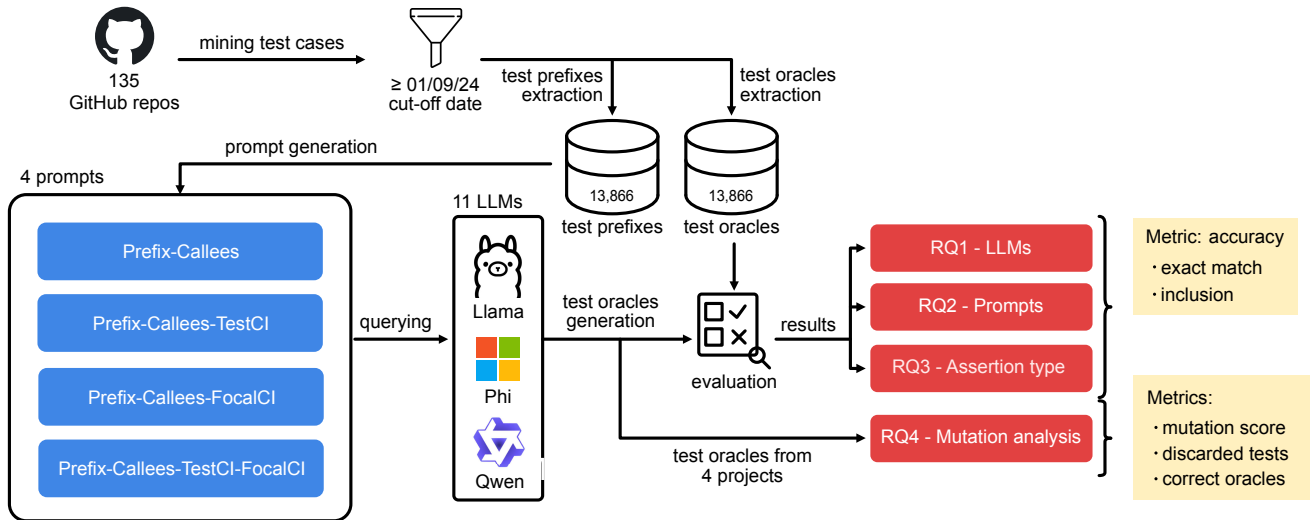 135
GitHub repos
mining test cases
≥ 01/09/24
cut-off date
test prefixes
extraction
test oracles
extraction
prompt generation
13,866
test prefixes
13,866
test oracles
4 prompts
Prefix-Callees
Prefix-Callees-TestCI
Prefix-Callees-FocalCI
Prefix-Callees-TestCI-FocalCI
querying
11 LLMs
Llama
Phi
Qwen
test oracles
generation
evaluation
results
test oracles from
4 projects
RQ1 - LLMs
RQ2 - Prompts
RQ3 - Assertion type
RQ4 - Mutation analysis
Metric: accuracy
· exact match
· inclusion
Metrics:
· mutation score
· discarded tests
· correct oracles